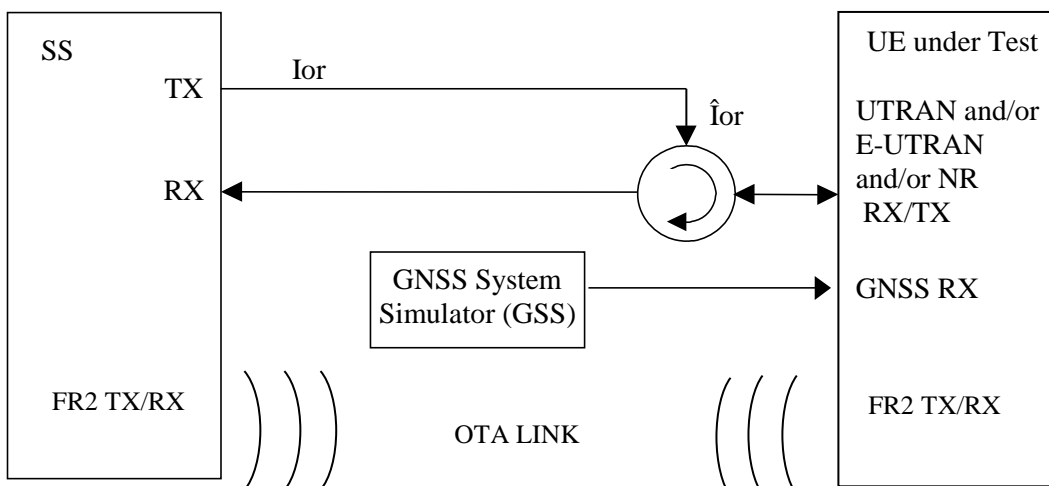 SS
TX
Ior
Îor
RX
UE under Test
UTRAN and/or
E-UTRAN
and/or NR
RX/TX
GNSS System
Simulator (GSS)
GNSS RX
FR2 TX/RX
OTA LINK
FR2 TX/RX